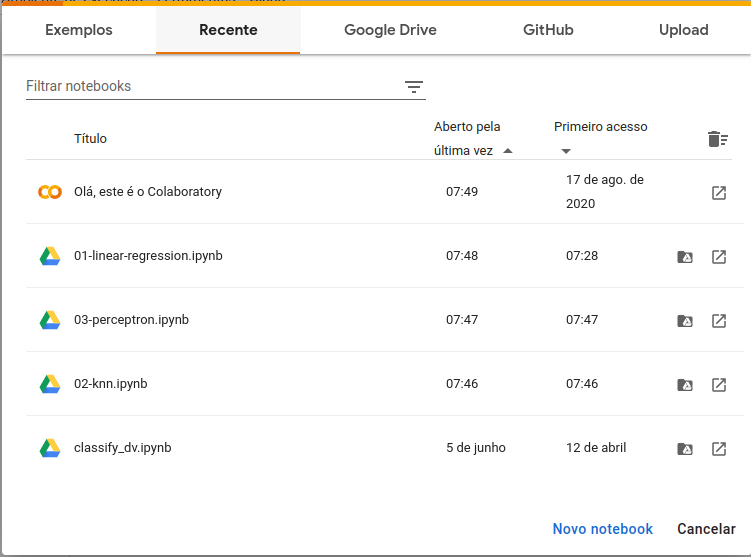 Exemplos Recente Google Drive GitHub Upload
Filtrar notebooks
Título Aberto pela última vez Primeiro acesso
Olá, este é o Colaboratory 07:49 17 de ago. de 2020
01-linear-regression.ipynb 07:48 07:28
03-perceptron.ipynb 07:47 07:47
02-knn.ipynb 07:46 07:46
classify_dv.ipynb 5 de junho 12 de abril
Novo notebook Cancelar